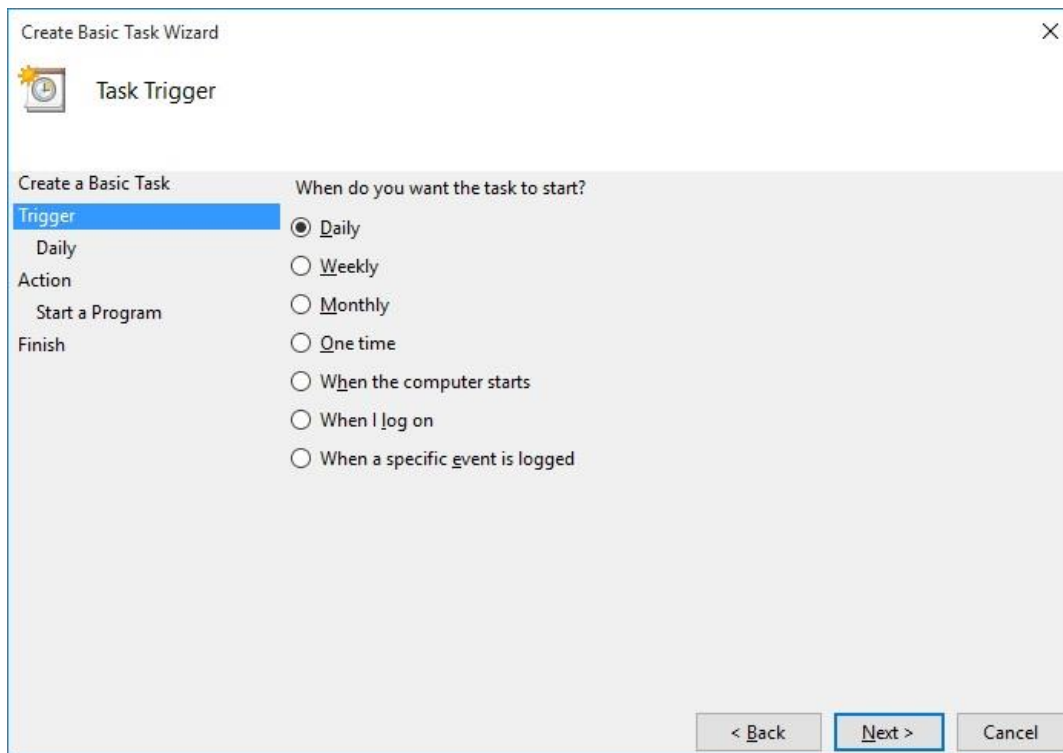 Create Basic Task Wizard
Task Trigger
Create a Basic Task
Trigger
Daily
Action
Start a Program
Finish
When do you want the task to start?
Daily
Weekly
Monthly
One time
When the computer starts
When I log on
When a specific event is logged
< Back
Next >
Cancel